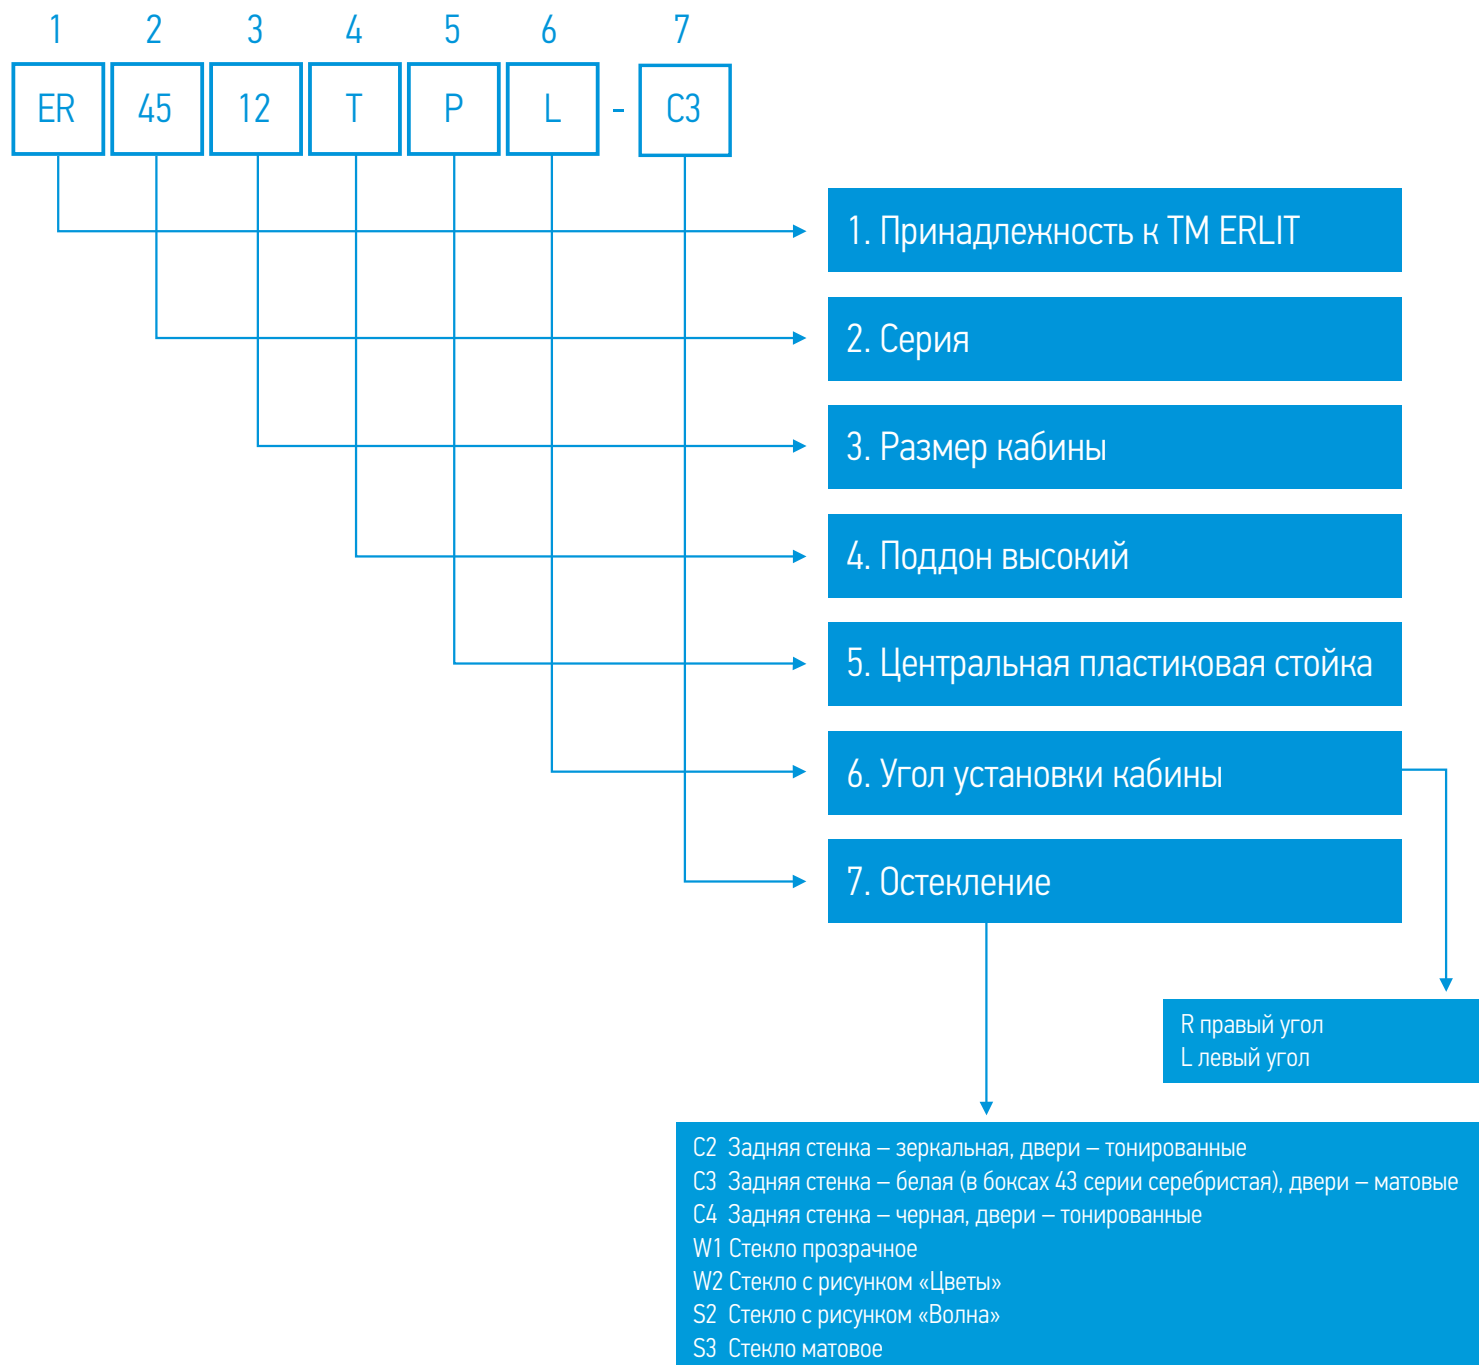 1 2 3 4 5 6 7
ER 45 12 T P L - C3
1. Принадлежность к ТМ ERLIT
2. Серия
3. Размер кабины
4. Поддон высокий
5. Центральная пластиковая стойка
6. Угол установки кабины
7. Остекление
R правый угол
L левый угол
C2 Задняя стенка – зеркальная, двери – тонированные
C3 Задняя стенка – белая (в боксах 43 серии серебристая), двери – матовые
C4 Задняя стенка – черная, двери – тонированные
W1 Стекло прозрачное
W2 Стекло с рисунком «Цветы»
S2 Стекло с рисунком «Волна»
S3 Стекло матовое